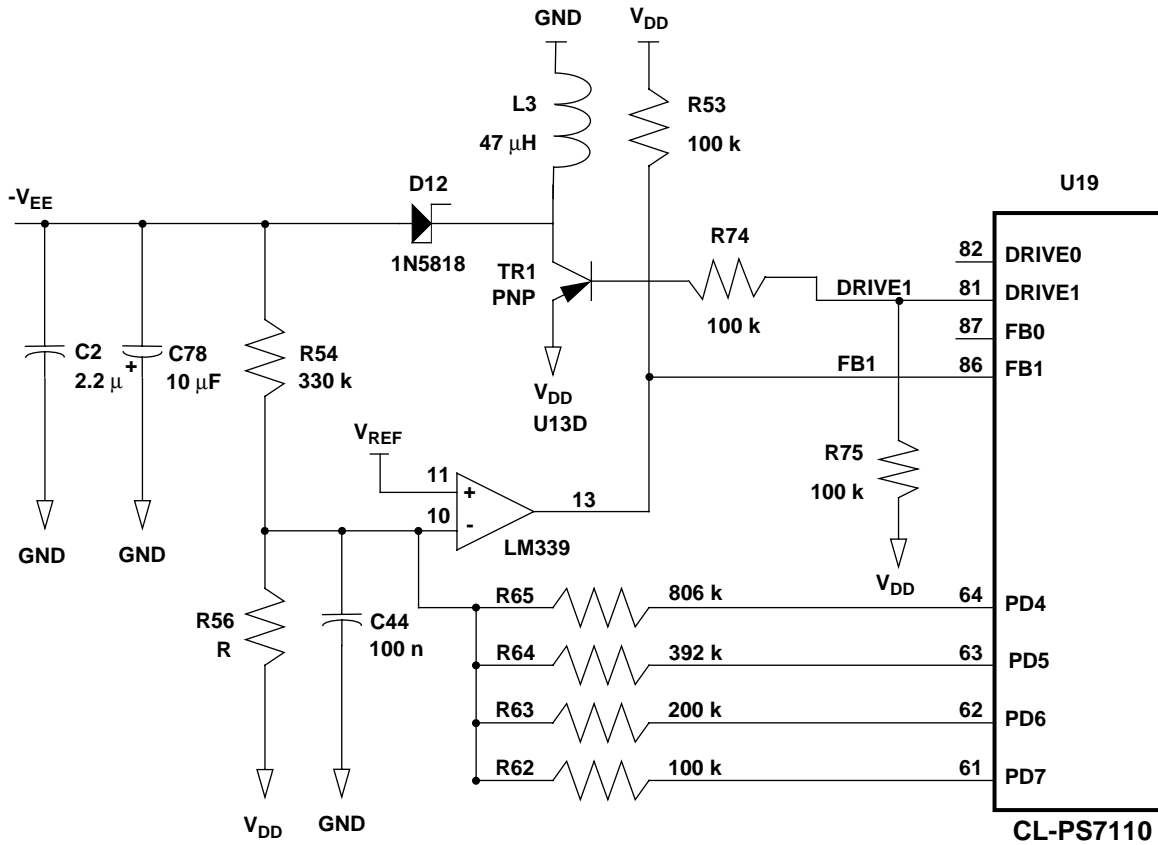 GND
VDD
L3
47 μH
R53
100 k
U19
D12
-VEE
1N5818
R74
100 k
TR1
PNP
DRIVE1
82
DRIVE0
81
DRIVE1
87
FB0
FB1
86
FB1
C2
2.2 μ
+
C78
10 μF
R54
330 k
VDD
U13D
VREF
11
+
10
-
13
LM339
R75
100 k
VDD
GND
GND
R56
R
C44
100 n
R65
806 k
64
PD4
R64
392 k
63
PD5
R63
200 k
62
PD6
R62
100 k
61
PD7
VDD
GND
CL-PS7110